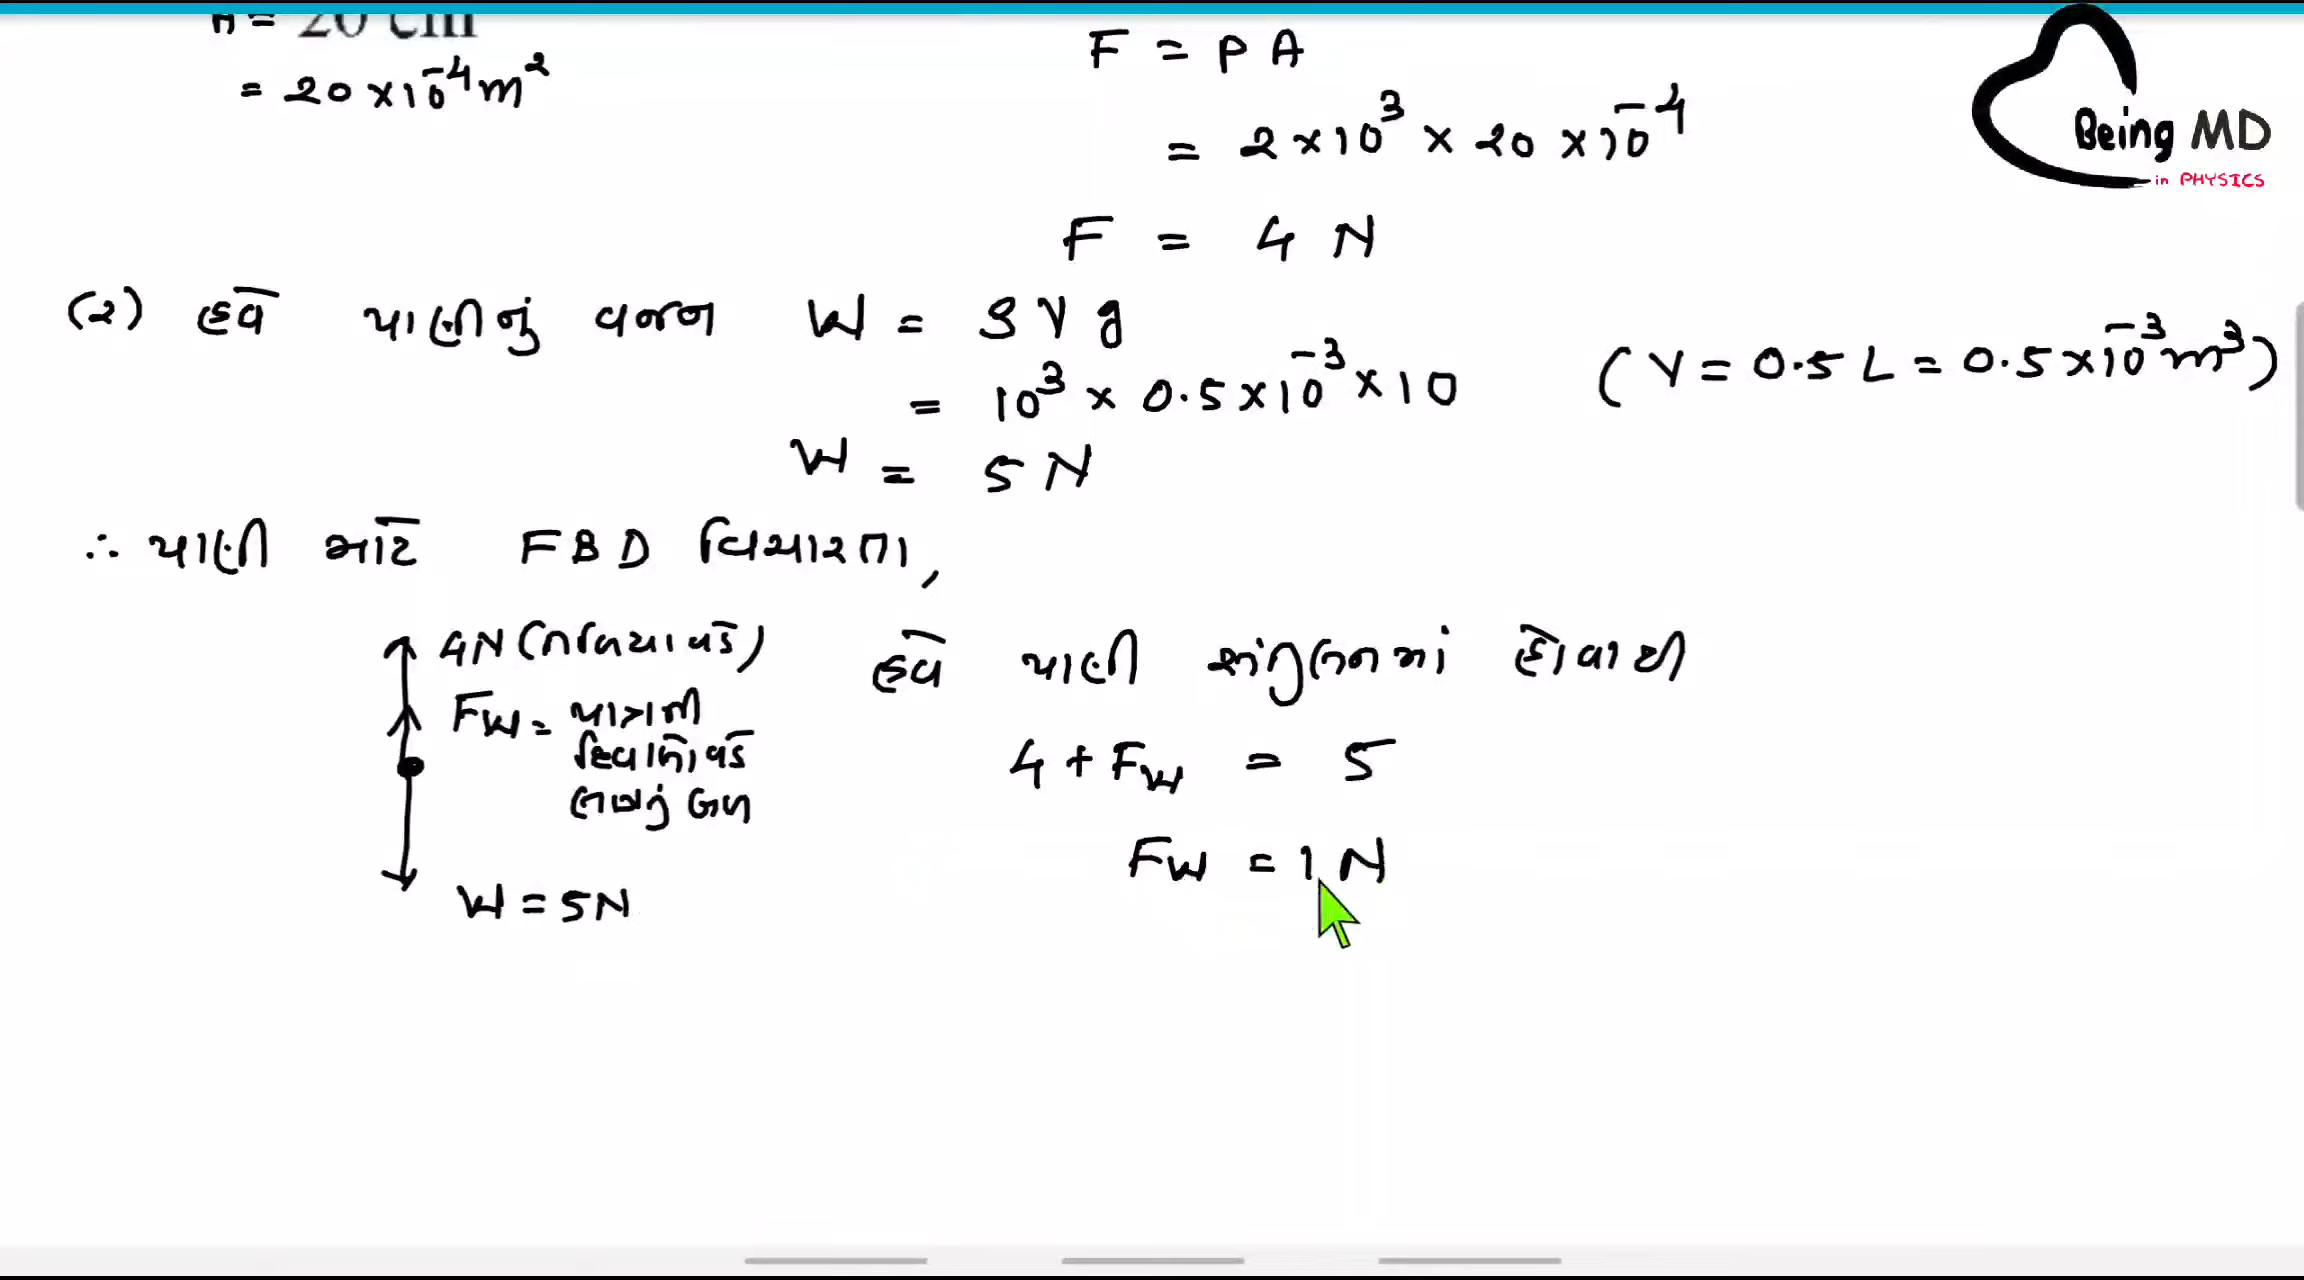 = 20 × 10⁻⁴ m²
F = P A
= 2 × 10³ × 20 × 10⁻⁴
F = 4 N
Being MD
in PHYSICS
(૨) હવે પાણીનું વજન W = ρ V g
= 10³ × 0.5 × 10⁻³ × 10 (V = 0.5 L = 0.5 × 10⁻³ m³)
W = 5 N
∴ પાણી માટે FBD વિચારતા,
4N (તળિયા વડે)
FW = પાત્રની
દિવાલો વડે
લાગતું બળ
W = 5N
હવે પાણી સંતુલનમાં હોવાથી
4 + FW = 5
FW = 1 N